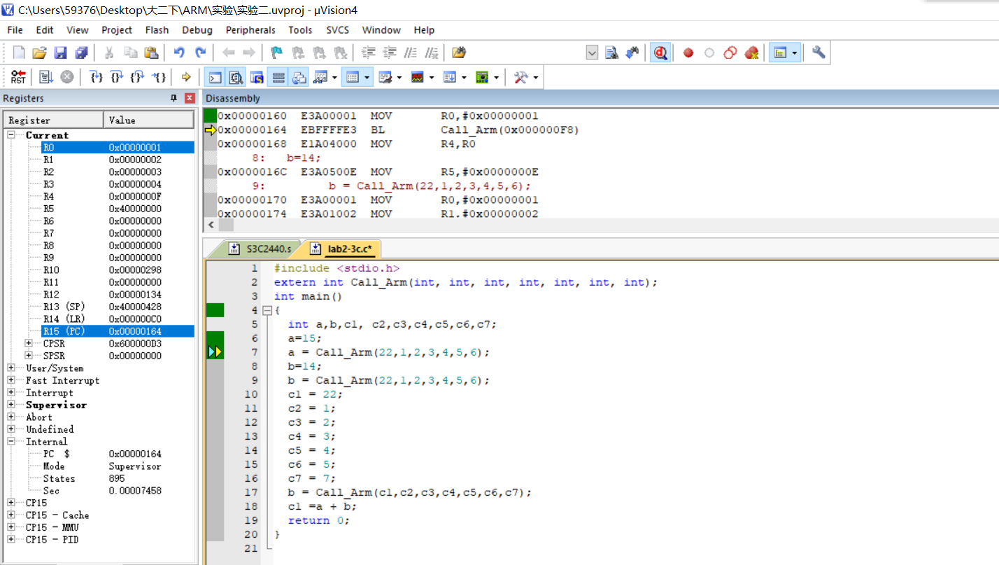 C:\Users\59376\Desktop\大二下\ARM\实验\实验二.uvproj - µVision4
File Edit View Project Flash Debug Peripherals Tools SVCS Window Help
RST
Registers
Disassembly
Register Value
Current
R0 0x00000001
R1 0x00000002
R2 0x00000003
R3 0x00000004
R4 0x0000000F
R5 0x40000000
R6 0x00000000
R7 0x00000000
R8 0x00000000
R9 0x00000000
R10 0x00000298
R11 0x00000000
R12 0x00000134
R13 (SP) 0x40000428
R14 (LR) 0x000000C0
R15 (PC) 0x00000164
CPSR 0x600000D3
SPSR 0x00000000
User/System
Fast Interrupt
Interrupt
Supervisor
Abort
Undefined
Internal
PC $ 0x00000164
Mode Supervisor
States 895
Sec 0.00007458
CP15
CP15 - Cache
CP15 - MMU
CP15 - PID
0x00000160 E3A00001 MOV R0,#0x00000001
0x00000164 EBFFFFE3 BL Call_Arm(0x000000F8)
0x00000168 E1A04000 MOV R4,R0
8: b=14;
0x0000016C E3A0500E MOV R5,#0x0000000E
9: b = Call_Arm(22,1,2,3,4,5,6);
0x00000170 E3A00001 MOV R0,#0x00000001
0x00000174 E3A01002 MOV R1,#0x00000002
S3C2440.s lab2-3c.c*
1 #include <stdio.h>
2 extern int Call_Arm(int, int, int, int, int, int, int);
3 int main()
4 {
5 int a,b,c1, c2,c3,c4,c5,c6,c7;
6 a=15;
7 a = Call_Arm(22,1,2,3,4,5,6);
8 b=14;
9 b = Call_Arm(22,1,2,3,4,5,6);
10 c1 = 22;
11 c2 = 1;
12 c3 = 2;
13 c4 = 3;
14 c5 = 4;
15 c6 = 5;
16 c7 = 7;
17 b = Call_Arm(c1,c2,c3,c4,c5,c6,c7);
18 c1 =a + b;
19 return 0;
20 }
21